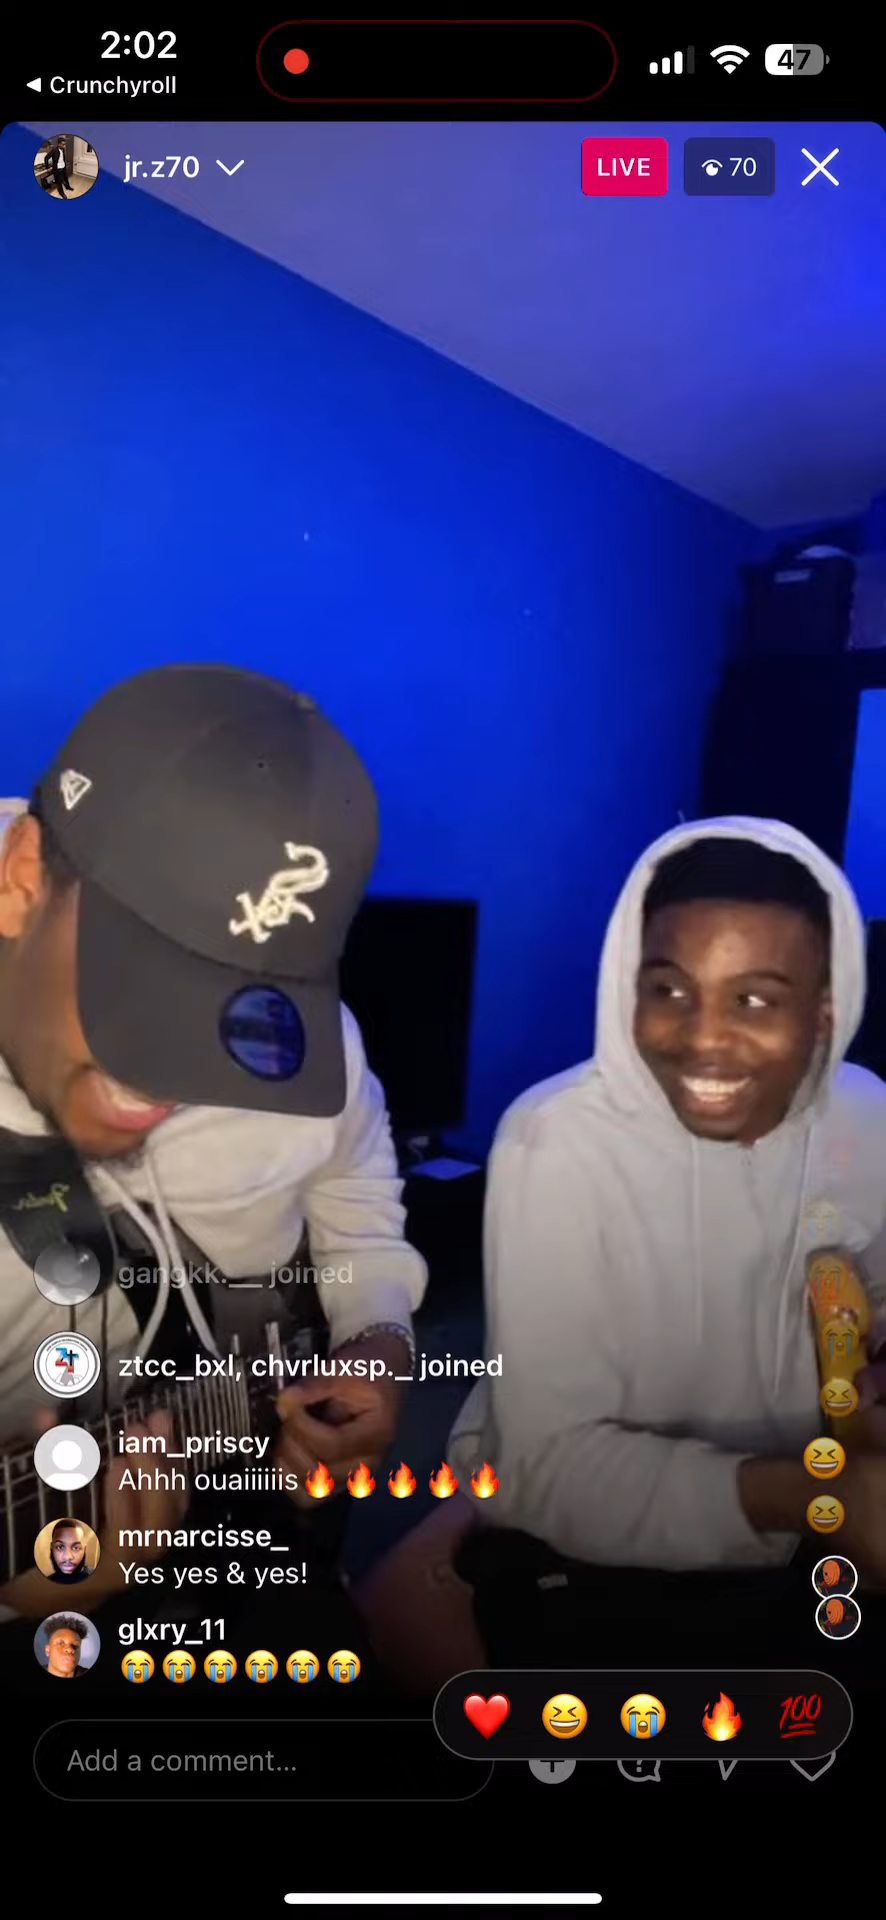 2:02
◀ Crunchyroll
47
jr.z70
LIVE
70
Sox
gangkk.__ joined
ztcc_bxl, chvrluxsp._ joined
iam_priscy
Ahhh ouaiiiiiis🔥🔥🔥🔥🔥
mrnarcisse_
Yes yes & yes!
glxry_11
😭😭😭😭😭😭
❤️😆😭🔥💯
Add a comment...